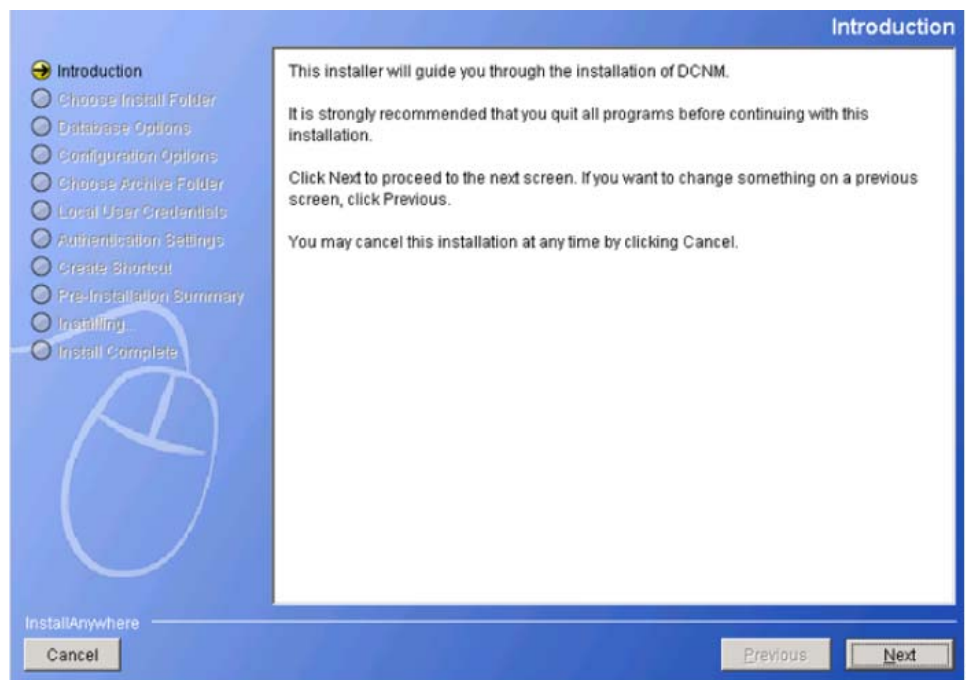 Introduction
Introduction
Choose Install Folder
Database Options
Configuration Options
Choose Archive Folder
Local User Credentials
Authentication Settings
Create Shortcut
Pre-Installation Summary
Installing...
Install Complete
This installer will guide you through the installation of DCNM.
It is strongly recommended that you quit all programs before continuing with this
installation.
Click Next to proceed to the next screen. If you want to change something on a previous
screen, click Previous.
You may cancel this installation at any time by clicking Cancel.
InstallAnywhere
Cancel
Previous
Next